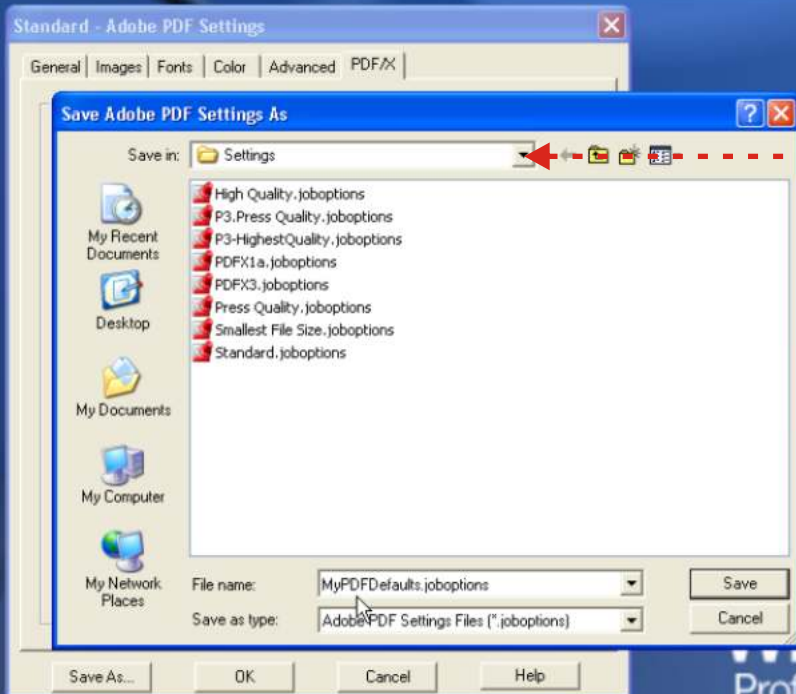 Standard - Adobe PDF Settings
General Images Fonts Color Advanced PDF/X
Save Adobe PDF Settings As
Save in: Settings
My Recent Documents
Desktop
My Documents
My Computer
My Network Places
High Quality.joboptions
P3.Press Quality.joboptions
P3-HighestQuality.joboptions
PDFX1a.joboptions
PDFX3.joboptions
Press Quality.joboptions
Smallest File Size.joboptions
Standard.joboptions
File name: MyPDFDefaults.joboptions
Save
Save as type: Adobe PDF Settings Files (*.joboptions)
Cancel
Save As... OK Cancel Help